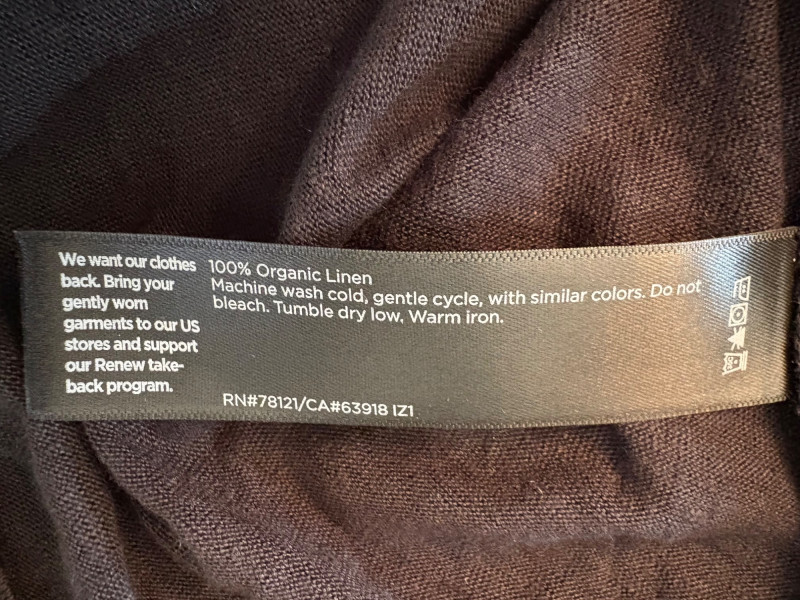 We want our clothes
back. Bring your
gently worn
garments to our US
stores and support
our Renew take-
back program.
100% Organic Linen
Machine wash cold, gentle cycle, with similar colors. Do not
bleach. Tumble dry low. Warm iron.
RN#78121/CA#63918 IZ1